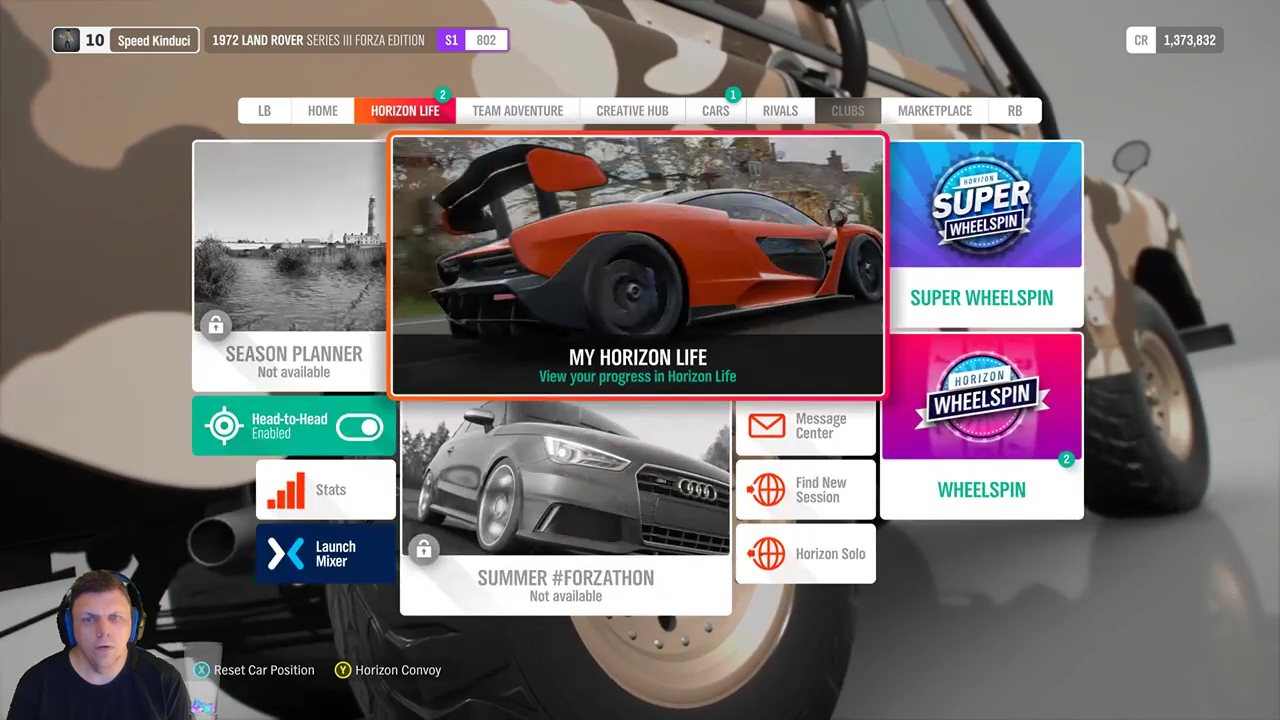 10 Speed Kinduci 1972 LAND ROVER SERIES III FORZA EDITION S1 802
CR 1,373,832
LB HOME HORIZON LIFE 2 TEAM ADVENTURE CREATIVE HUB CARS 1 RIVALS CLUBS MARKETPLACE RB
SEASON PLANNER
Not available
MY HORIZON LIFE
View your progress in Horizon Life
HORIZON
SUPER
WHEELSPIN
SUPER WHEELSPIN
HORIZON
WHEELSPIN
2
WHEELSPIN
Head-to-Head
Enabled
Stats
Launch
Mixer
SUMMER #FORZATHON
Not available
Message
Center
Find New
Session
Horizon Solo
X Reset Car Position Y Horizon Convoy